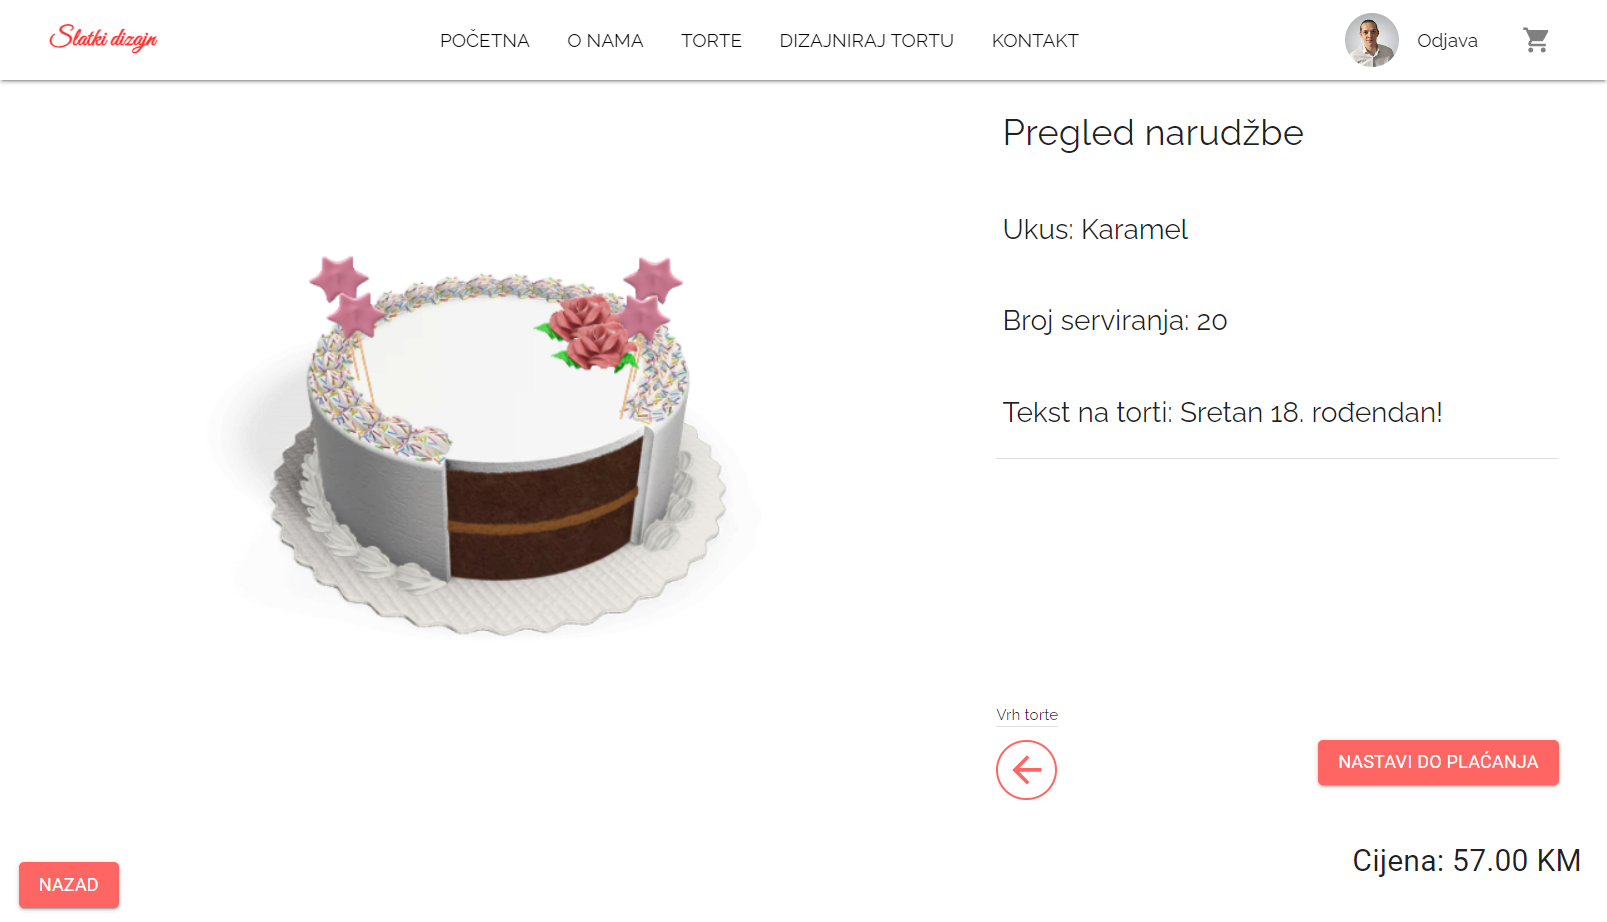 Slatki dizajn
POČETNA O NAMA TORTE DIZAJNIRAJ TORTU KONTAKT
Odjava
Pregled narudžbe
Ukus: Karamel
Broj serviranja: 20
Tekst na torti: Sretan 18. rođendan!
Vrh torte
NASTAVI DO PLAĆANJA
Cijena: 57.00 KM
NAZAD